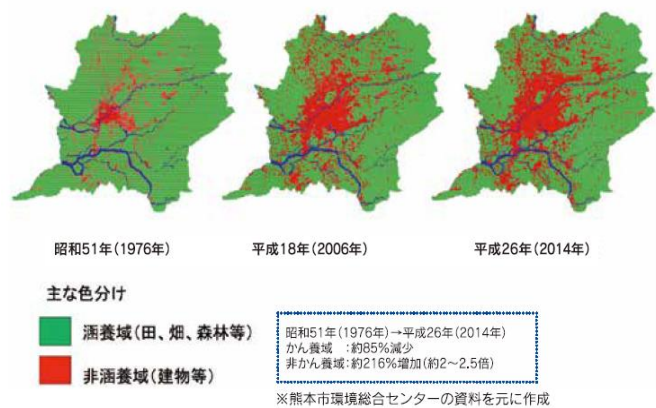 昭和51年(1976年)
平成18年(2006年)
平成26年(2014年)
主な色分け
涵養域(田、畑、森林等)
非涵養域(建物等)
昭和51年(1976年)→平成26年(2014年)
かん養域　:約85%減少
非かん養域:約216%増加(約2〜2.5倍)
※熊本市環境総合センターの資料を元に作成